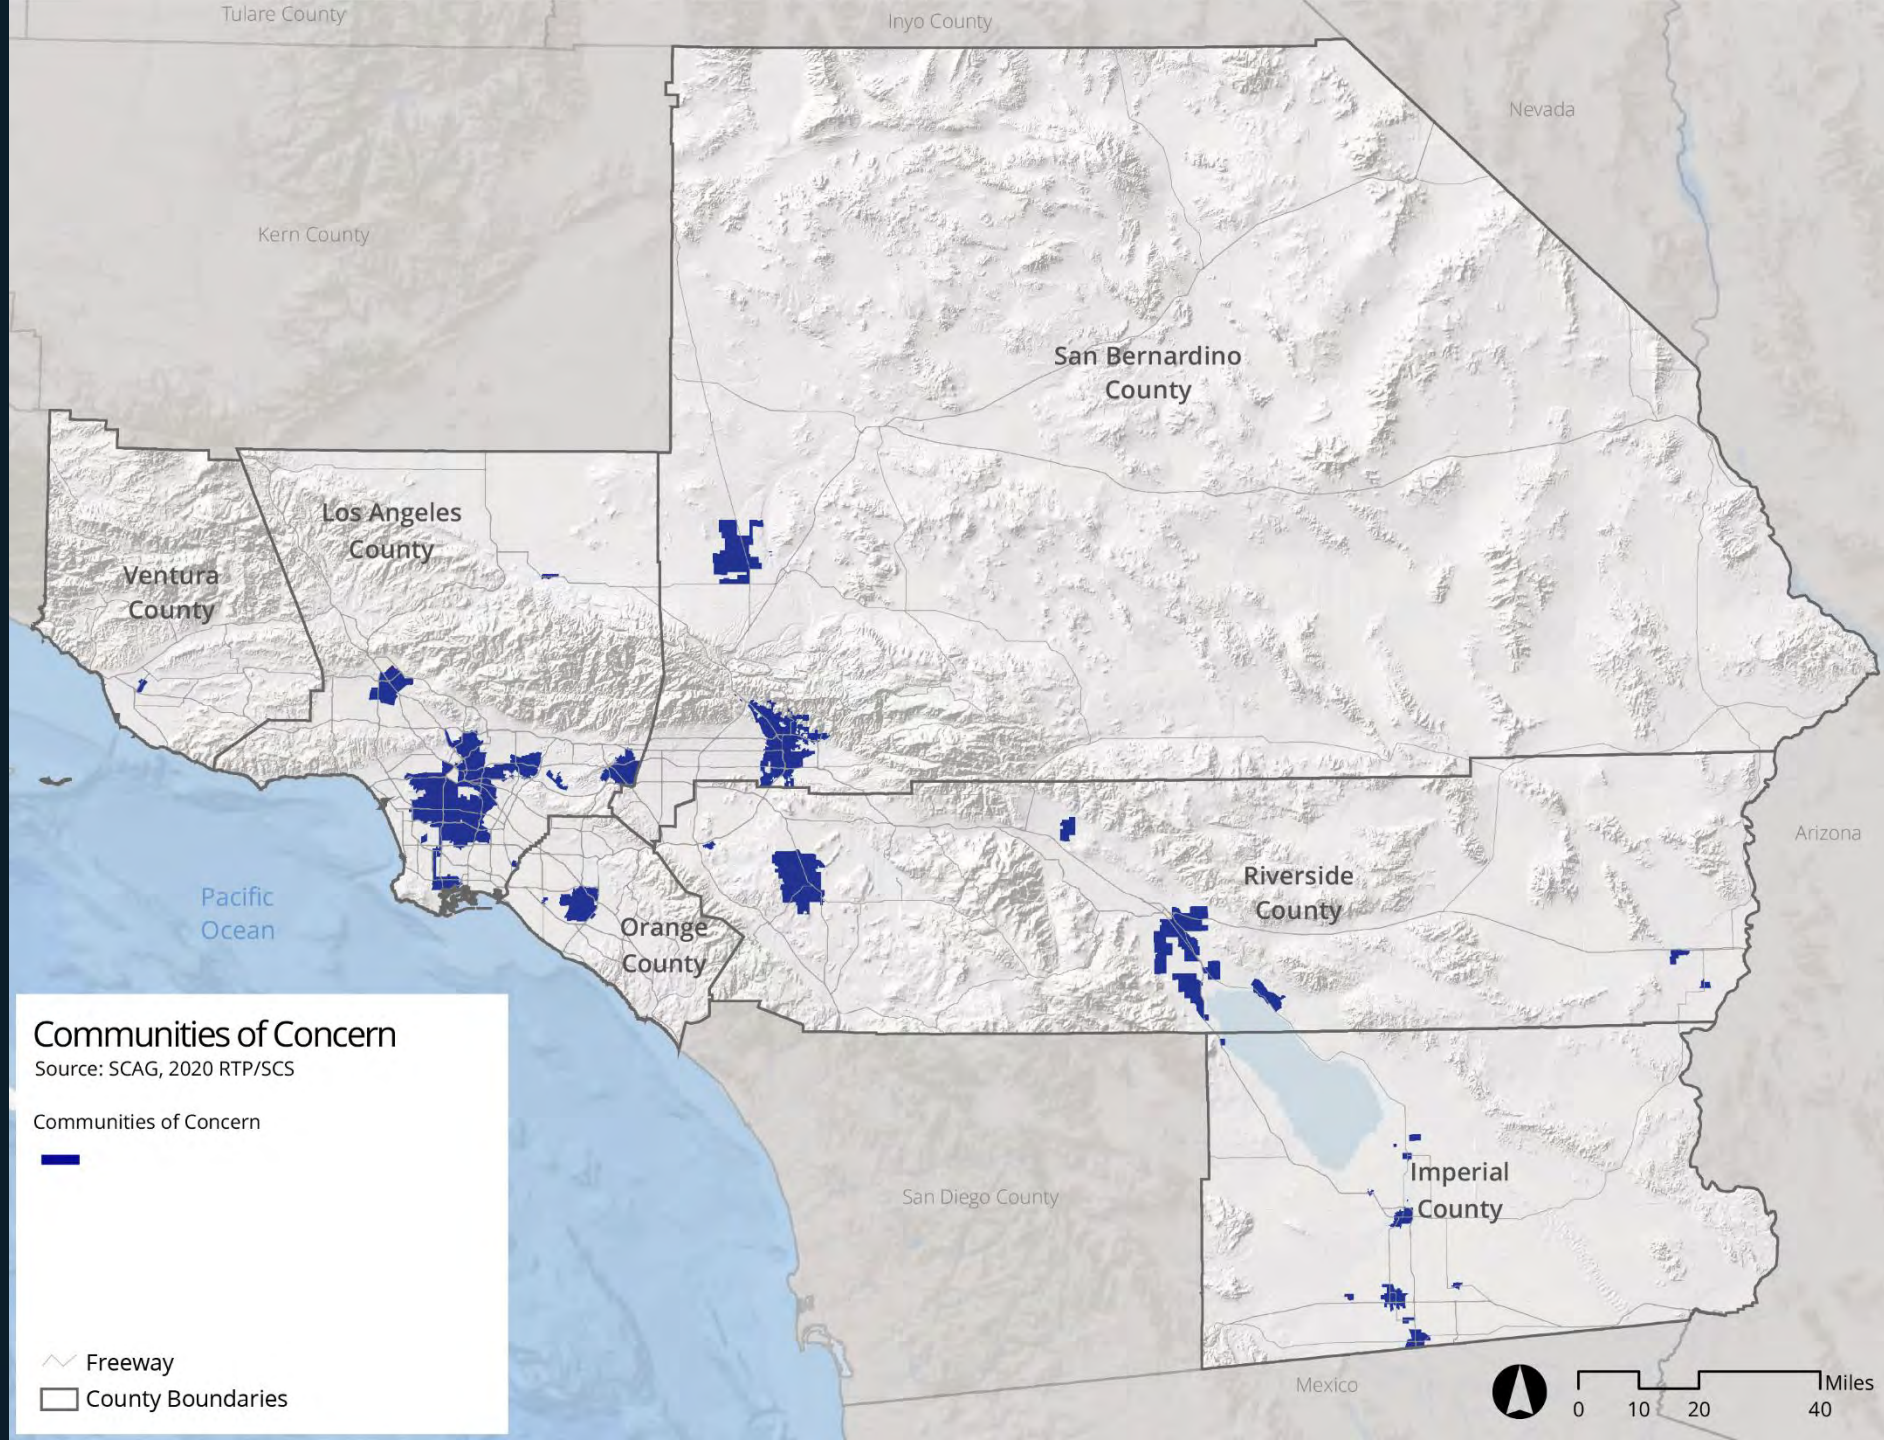 Tulare County
Inyo County
Nevada
Kern County
San Bernardino
County
Los Angeles
County
Ventura
County
Arizona
Riverside
County
Pacific
Ocean
Orange
County
Communities of Concern
Source: SCAG, 2020 RTP/SCS
Communities of Concern
Freeway
County Boundaries
San Diego County
Imperial
County
Mexico
Miles
0 10 20 40